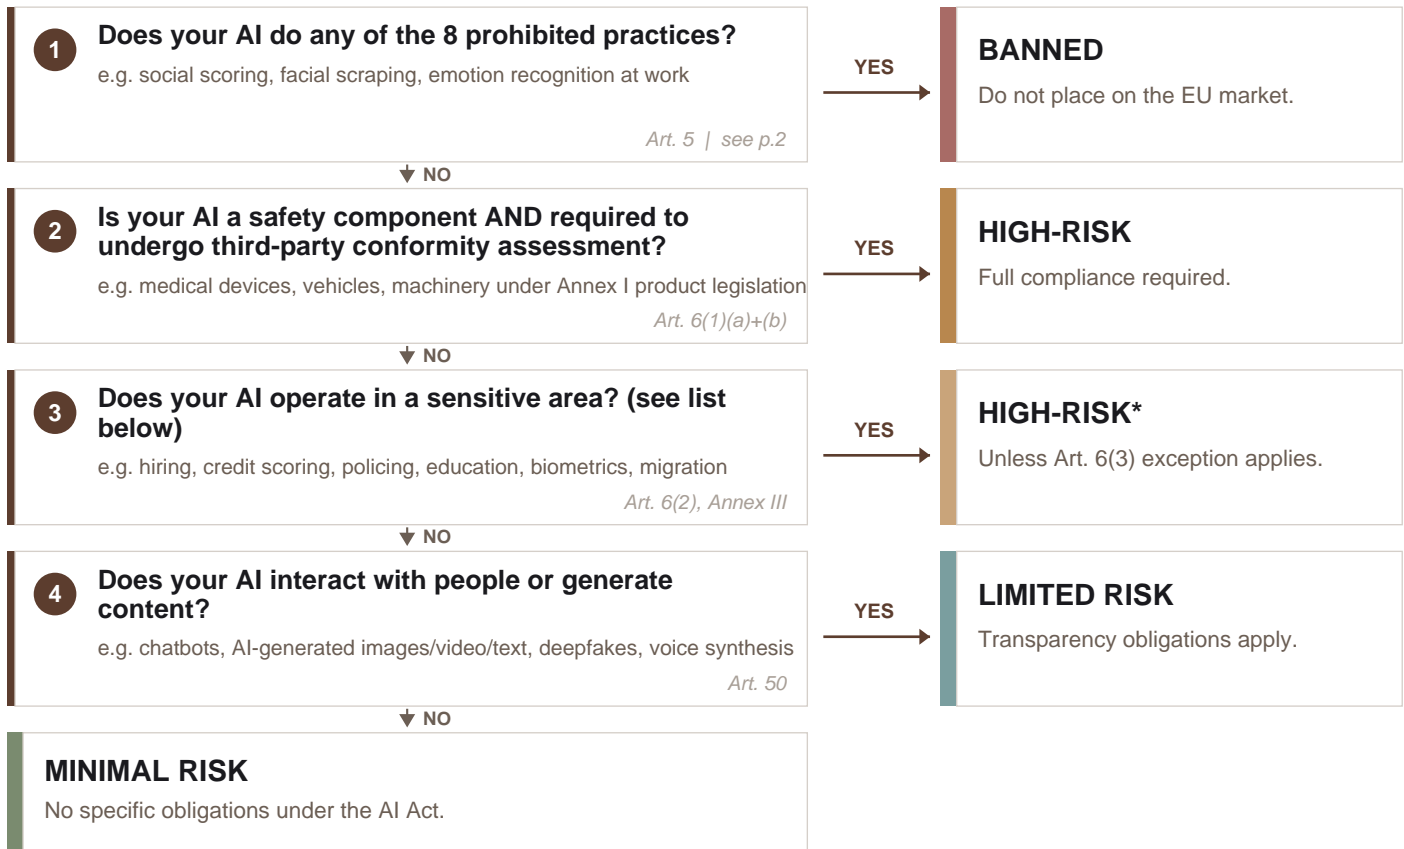 1
Does your AI do any of the 8 prohibited practices?
e.g. social scoring, facial scraping, emotion recognition at work
Art. 5 | see p.2
YES
BANNED
Do not place on the EU market.
NO
2
Is your AI a safety component AND required to
undergo third-party conformity assessment?
e.g. medical devices, vehicles, machinery under Annex I product legislation
Art. 6(1)(a)+(b)
YES
HIGH-RISK
Full compliance required.
NO
3
Does your AI operate in a sensitive area? (see list
below)
e.g. hiring, credit scoring, policing, education, biometrics, migration
Art. 6(2), Annex III
YES
HIGH-RISK*
Unless Art. 6(3) exception applies.
NO
4
Does your AI interact with people or generate
content?
e.g. chatbots, AI-generated images/video/text, deepfakes, voice synthesis
Art. 50
YES
LIMITED RISK
Transparency obligations apply.
NO
MINIMAL RISK
No specific obligations under the AI Act.